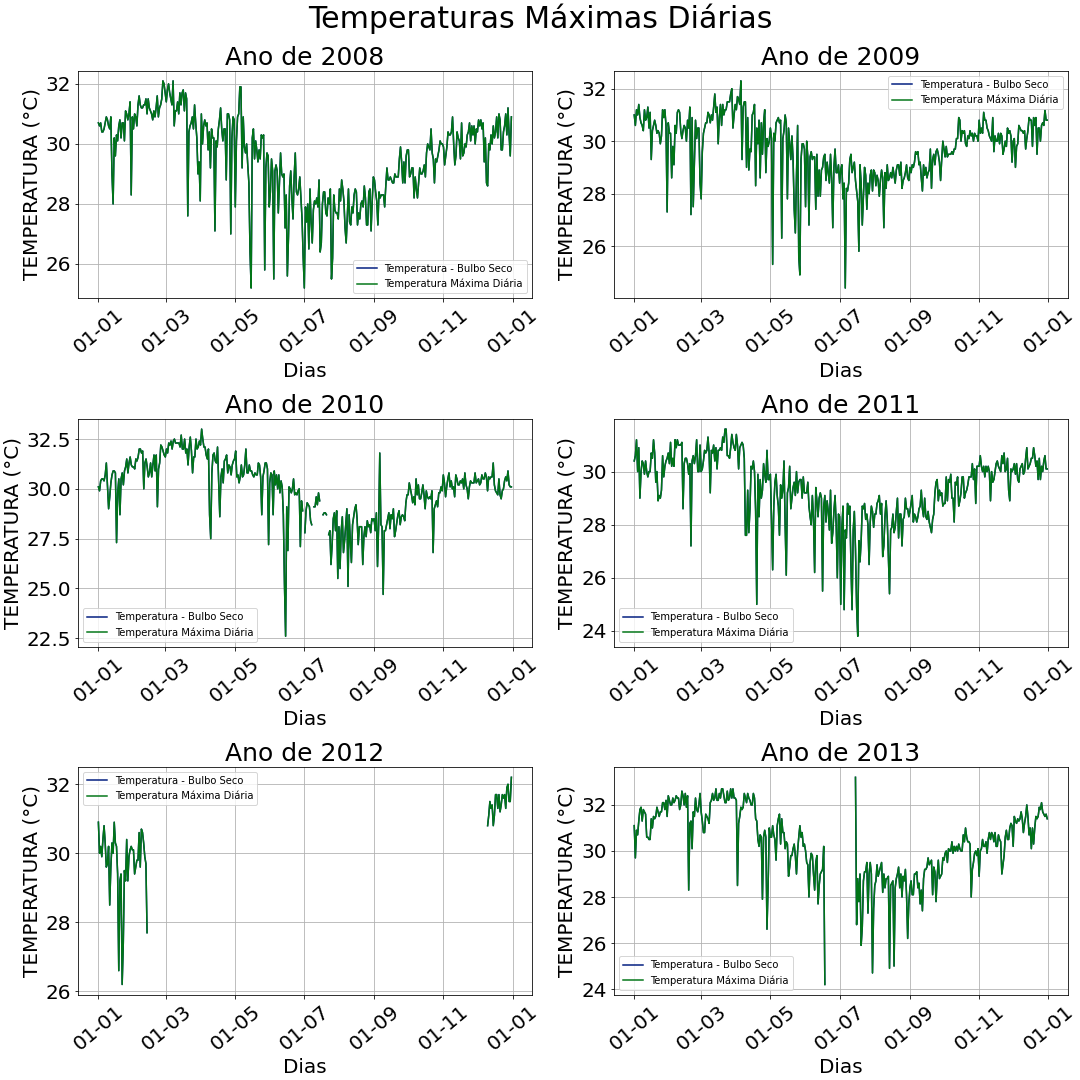 Temperaturas Máximas Diárias
Ano de 2008
TEMPERATURA (°C)
32
30
28
26
Temperatura - Bulbo Seco
Temperatura Máxima Diária
01-01 01-03 01-05 01-07 01-09 01-11 01-01
Dias
Ano de 2009
TEMPERATURA (°C)
32
30
28
26
Temperatura - Bulbo Seco
Temperatura Máxima Diária
01-01 01-03 01-05 01-07 01-09 01-11 01-01
Dias
Ano de 2010
TEMPERATURA (°C)
32.5
30.0
27.5
25.0
22.5
Temperatura - Bulbo Seco
Temperatura Máxima Diária
01-01 01-03 01-05 01-07 01-09 01-11 01-01
Dias
Ano de 2011
TEMPERATURA (°C)
30
28
26
24
Temperatura - Bulbo Seco
Temperatura Máxima Diária
01-01 01-03 01-05 01-07 01-09 01-11 01-01
Dias
Ano de 2012
TEMPERATURA (°C)
32
30
28
26
Temperatura - Bulbo Seco
Temperatura Máxima Diária
01-01 01-03 01-05 01-07 01-09 01-11 01-01
Dias
Ano de 2013
TEMPERATURA (°C)
32
30
28
26
24
Temperatura - Bulbo Seco
Temperatura Máxima Diária
01-01 01-03 01-05 01-07 01-09 01-11 01-01
Dias